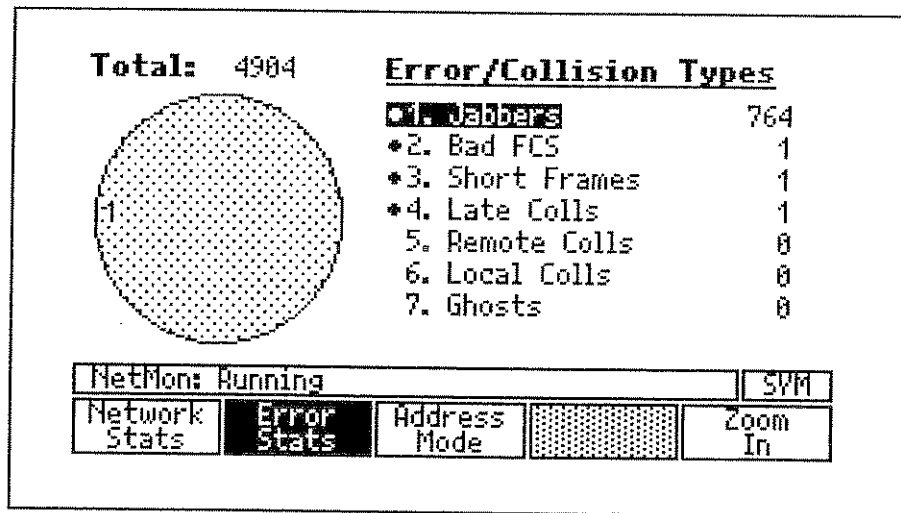 Total: 4904
Error/Collision Types
•1. Jabbers 764
•2. Bad FCS 1
•3. Short Frames 1
•4. Late Colls 1
5. Remote Colls 0
6. Local Colls 0
7. Ghosts 0
1
NetMon: Running SVM
Network Stats
Error Stats
Address Mode
Zoom In